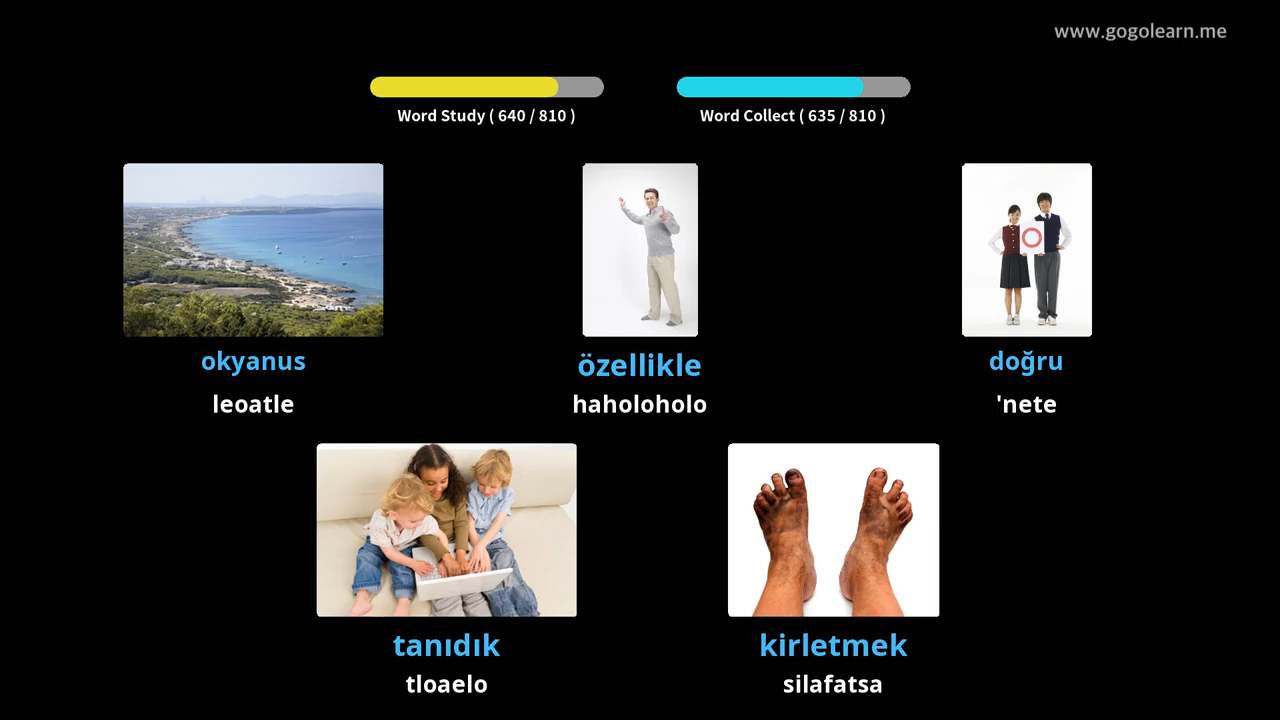 www.gogolearn.me
Word Study ( 640 / 810 )
Word Collect ( 635 / 810 )
okyanus
leoatle
özellikle
haholoholo
doğru
'nete
tanıdık
tloaelo
kirletmek
silafatsa